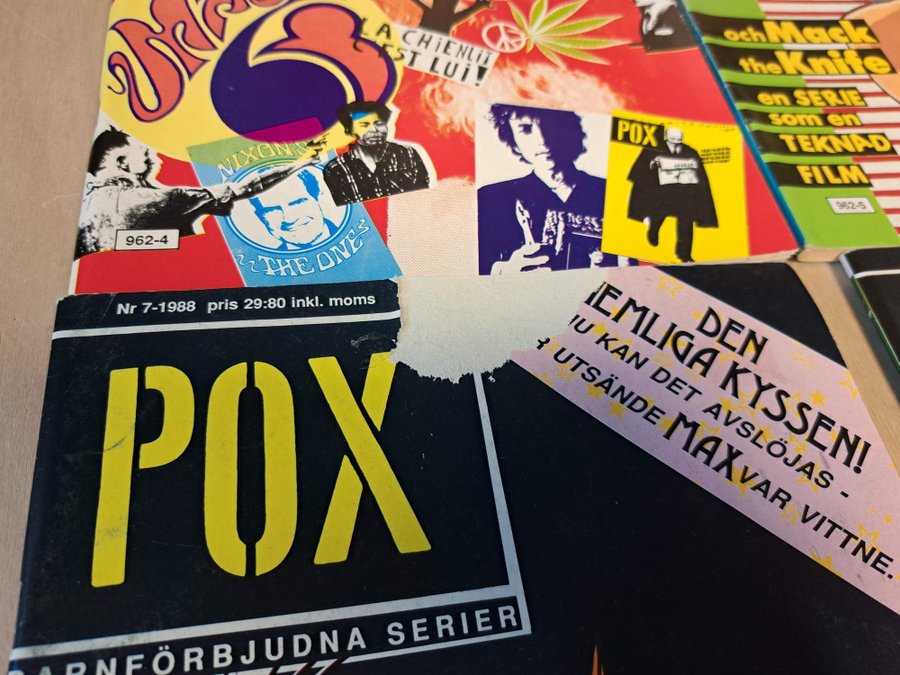 LA CHIENLIT
EST LUI!
NIXON'S
THE ONE
962-4
POX
och Mack
the Knife
en SERIE
som en
TEKNAD
FILM
962-5
Nr 7-1988 pris 29:80 inkl. moms
POX
BARNFÖRBJUDNA SERIER
DEN
HEMLIGA KYSSEN!
NU KAN DET AVSLÖJAS -
UTSÄNDE MAX VAR VITTNE.